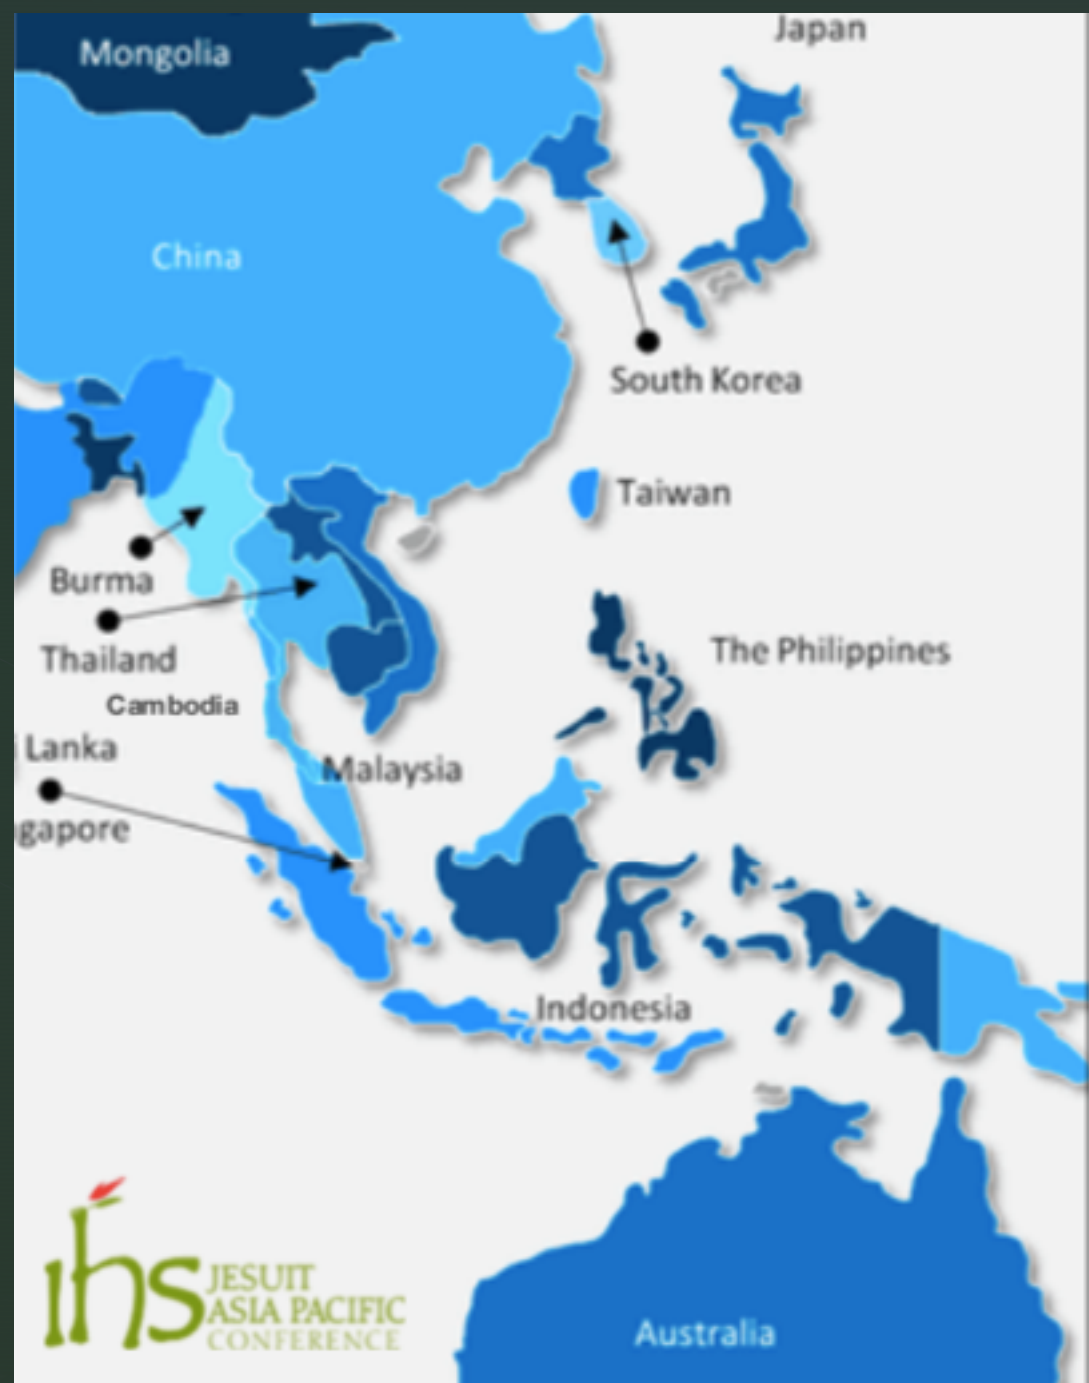 Japan
Mongolia
China
South Korea
Taiwan
Burma
The Philippines
Thailand
Cambodia
Lanka
Malaysia
gapore
Indonesia
ihs JESUIT
ASIA PACIFIC
CONFERENCE
Australia